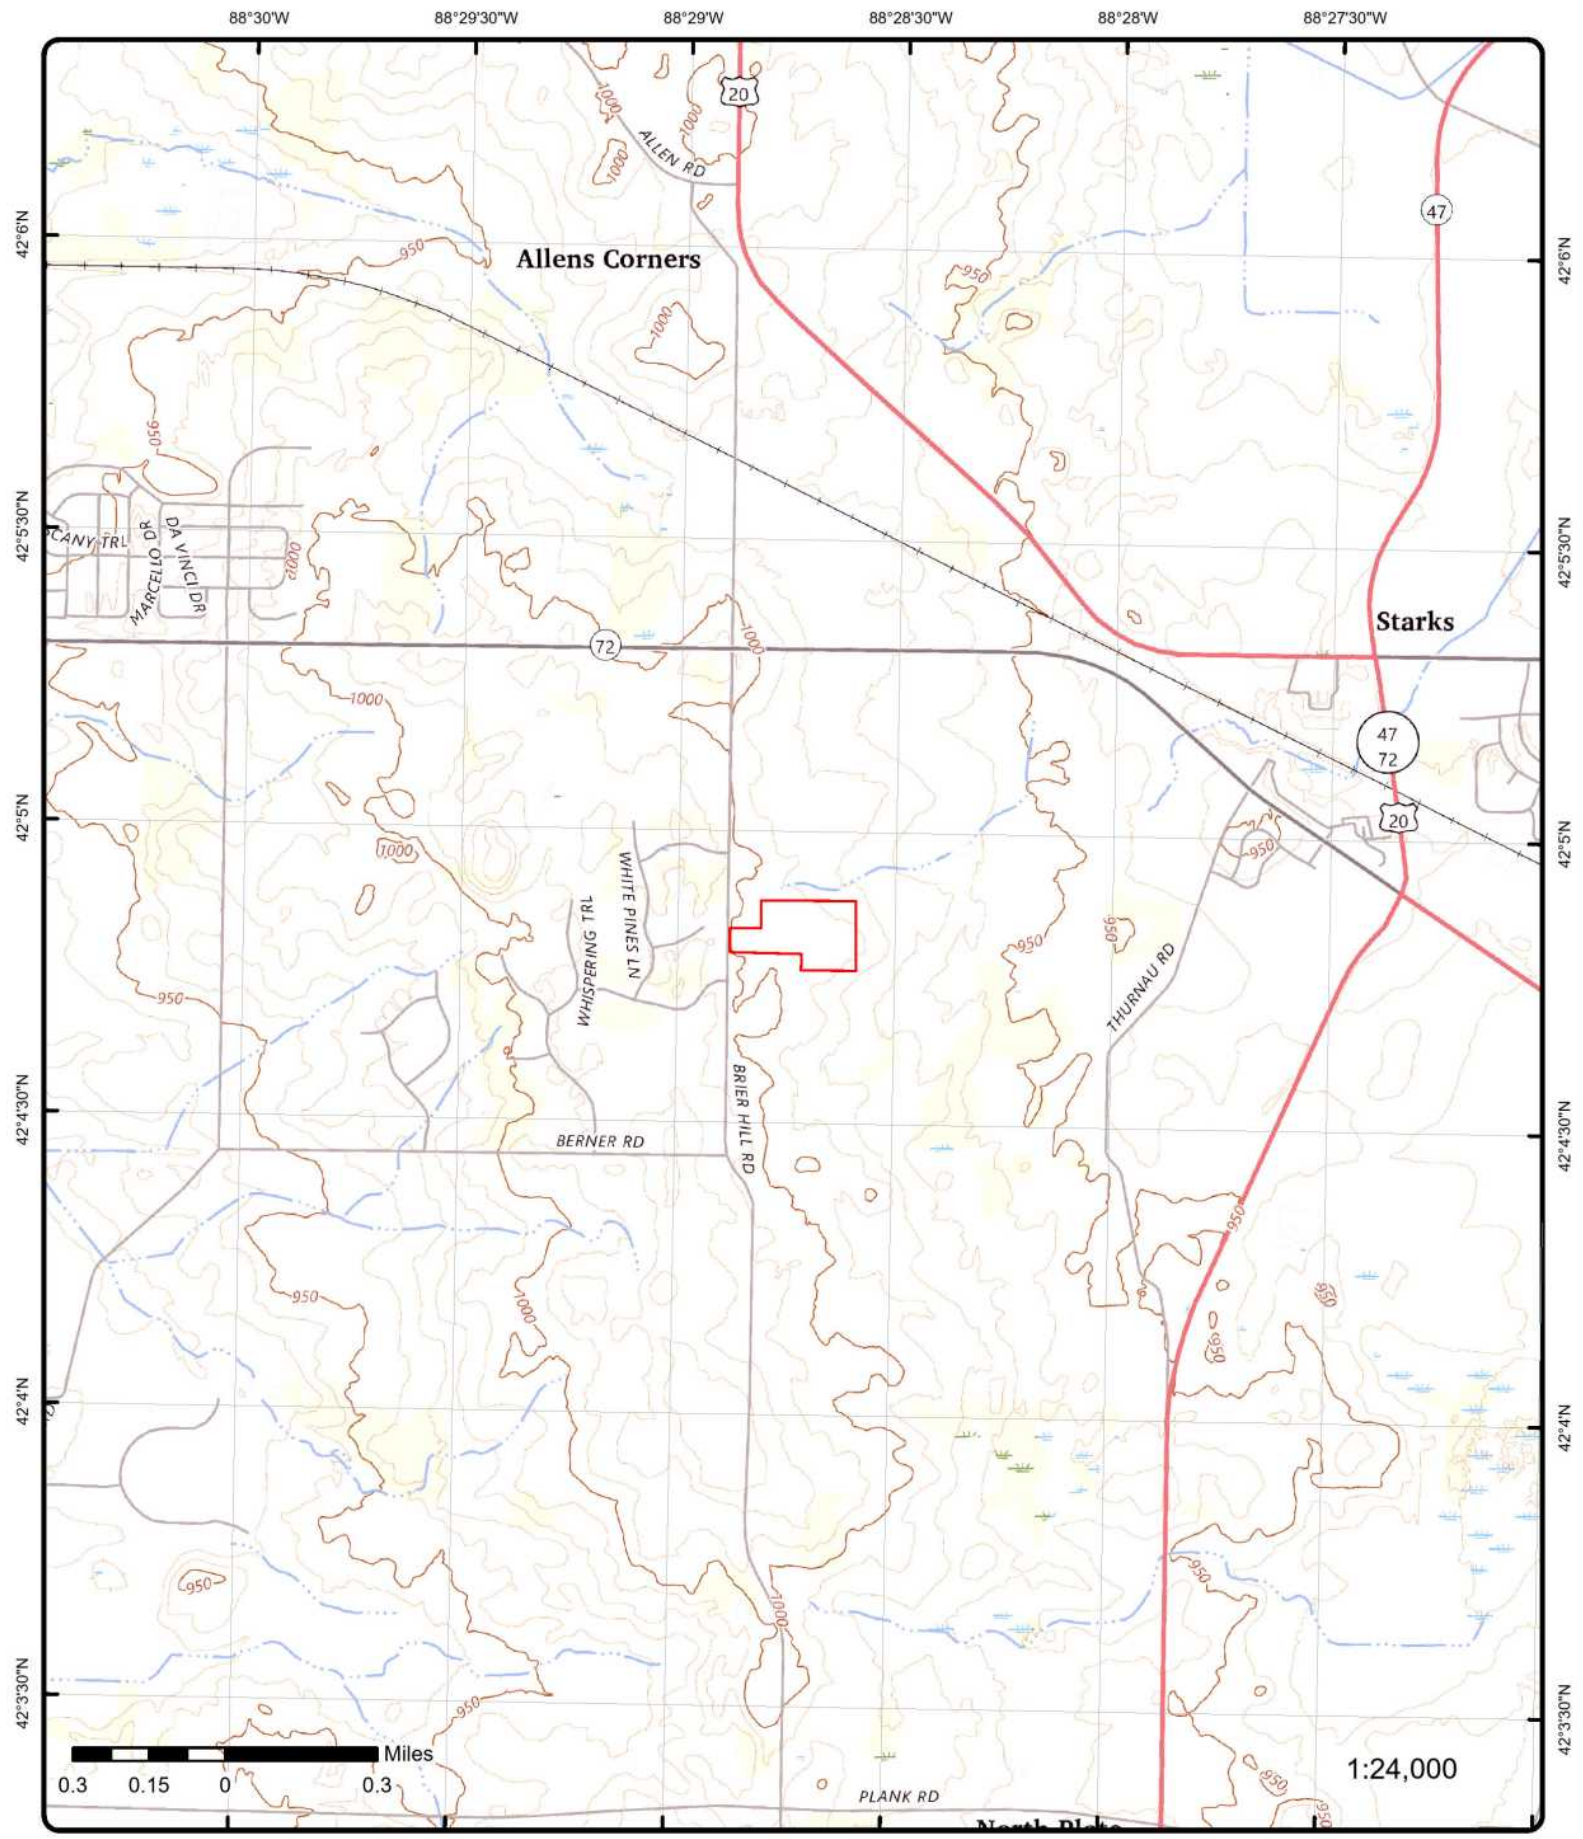 88°30'W 88°29'30"W 88°29'W 88°28'30"W 88°28'W 88°27'30"W
20
1000
1000
ALLEN RD
1000
47
42°6'N
950
Allens Corners
950
42°6'N
1000
950
42°5'30"N
SCANY TRL
MARCELLO DR
DA VINCI DR
1000
42°5'30"N
Starks
72
1000
1000
47
72
20
42°5'N
1000
950
42°5'N
WHITE PINES LN
WHISPERING TRL
950
950
950
THURNAU RD
BRIER HILL RD
42°4'30"N
BERNER RD
42°4'30"N
950
950
1000
950
950
42°4'N
42°4'N
950
950
1000
42°3'30"N
950
42°3'30"N
Miles
0.3 0.15 0 0.3
1:24,000
950
PLANK RD
950